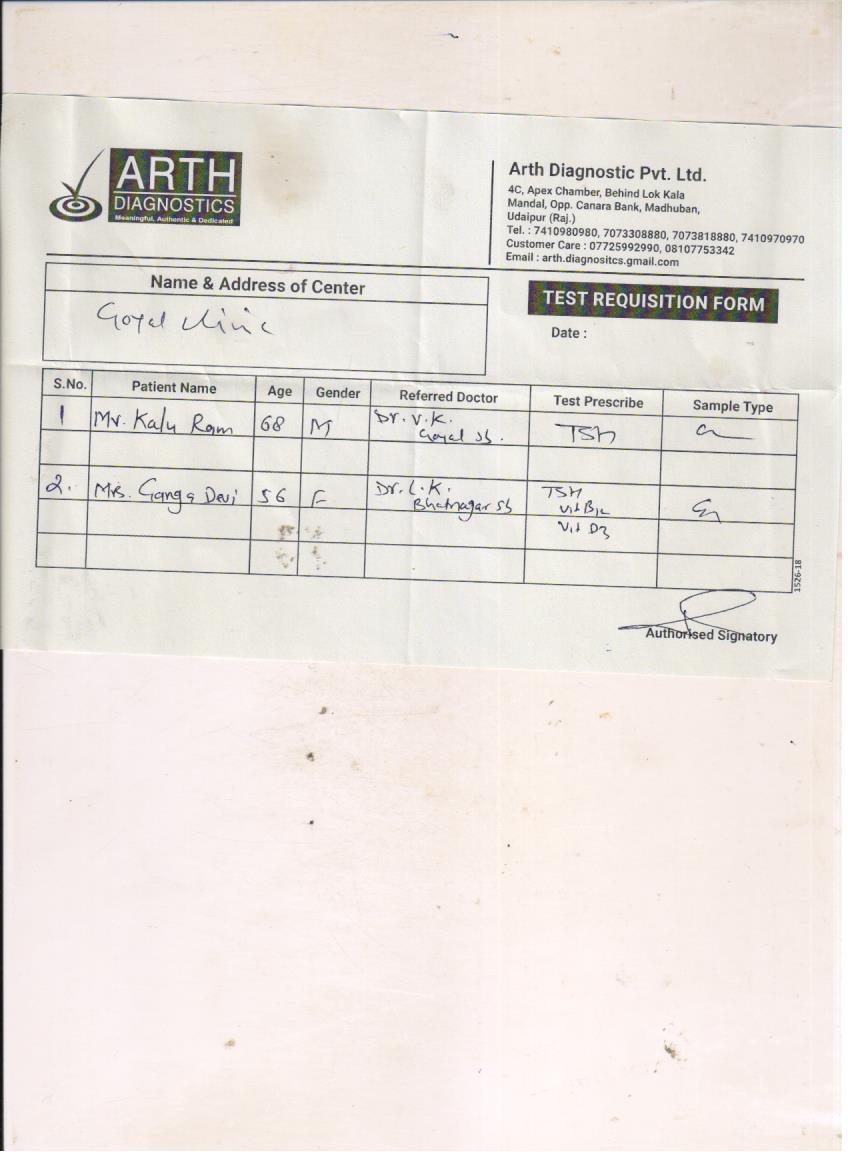 ARTH
DIAGNOSTICS
Meaningful, Authentic & Dedicated
Arth Diagnostic Pvt. Ltd.
4C, Apex Chamber, Behind Lok Kala
Mandal, Opp. Canara Bank, Madhuban,
Udaipur (Raj.)
Tel. : 7410980980, 7073308880, 7073818880, 7410970970
Customer Care : 07725992990, 08107753342
Email : arth.diagnositcs.gmail.com
Name & Address of Center
Goyal clinic
TEST REQUISITION FORM
Date :
S.No. Patient Name Age Gender Referred Doctor Test Prescribe Sample Type
1 Mr. Kalu Ram 68 M Dr. V.K. Goyal sb. TSH
2. Mrs. Ganga Devi 56 F Dr. L.K. Bhatnagar sb TSH
Vit B12
Vit D3
1526-18
Authorised Signatory